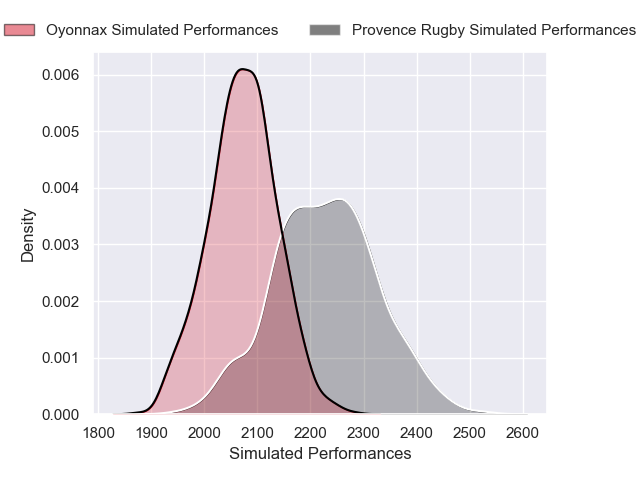 Oyonnax Simulated Performances
Provence Rugby Simulated Performances
0.006
0.005
0.004
0.003
0.002
0.001
0.000
Density
1800 1900 2000 2100 2200 2300 2400 2500 2600
Simulated Performances